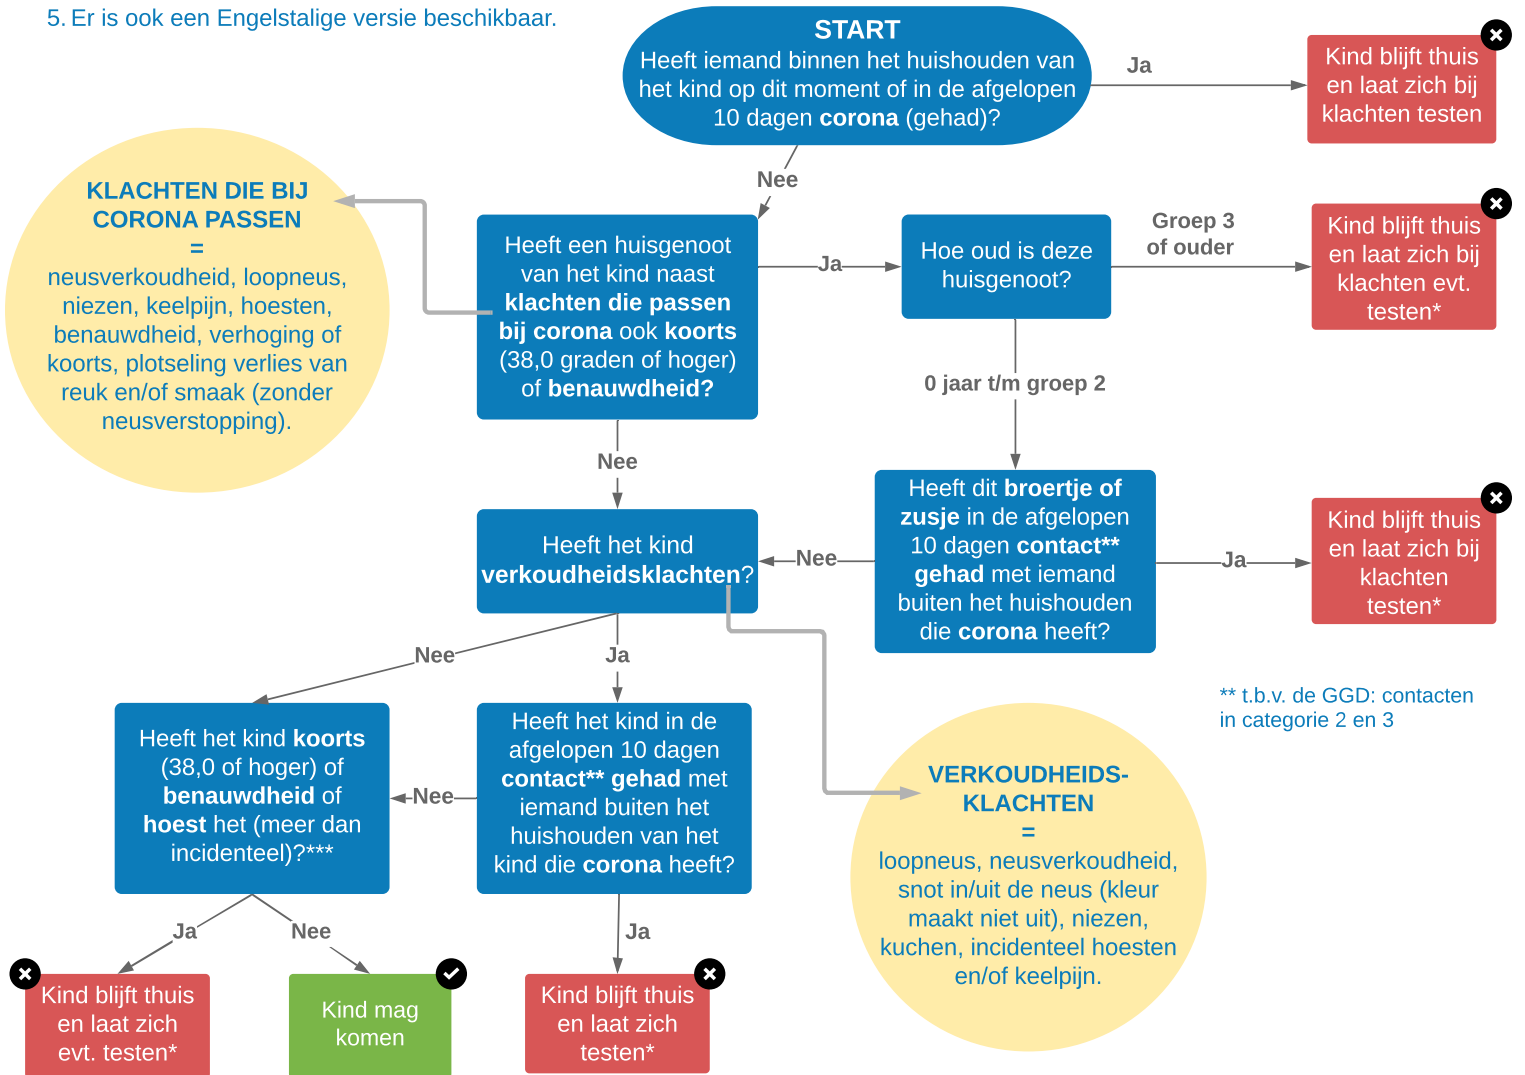 5. Er is ook een Engelstalige versie beschikbaar.
START
Heeft iemand binnen het huishouden van
het kind op dit moment of in de afgelopen
10 dagen corona (gehad)?
Ja
Kind blijft thuis
en laat zich bij
klachten testen
Nee
KLACHTEN DIE BIJ
CORONA PASSEN
=
neusverkoudheid, loopneus,
niezen, keelpijn, hoesten,
benauwdheid, verhoging of
koorts, plotseling verlies van
reuk en/of smaak (zonder
neusverstopping).
Heeft een huisgenoot
van het kind naast
klachten die passen
bij corona ook koorts
(38,0 graden of hoger)
of benauwdheid?
Ja
Hoe oud is deze
huisgenoot?
Groep 3
of ouder
Kind blijft thuis
en laat zich bij
klachten evt.
testen*
0 jaar t/m groep 2
Nee
Heeft dit broertje of
zusje in de afgelopen
10 dagen contact**
gehad met iemand
buiten het huishouden
die corona heeft?
Ja
Kind blijft thuis
en laat zich bij
klachten
testen*
Nee
Heeft het kind
verkoudheidsklachten?
Nee
Ja
** t.b.v. de GGD: contacten
in categorie 2 en 3
Heeft het kind koorts
(38,0 of hoger) of
benauwdheid of
hoest het (meer dan
incidenteel)?***
Nee
Heeft het kind in de
afgelopen 10 dagen
contact** gehad met
iemand buiten het
huishouden van het
kind die corona heeft?
VERKOUDHEIDS-
KLACHTEN
=
loopneus, neusverkoudheid,
snot in/uit de neus (kleur
maakt niet uit), niezen,
kuchen, incidenteel hoesten
en/of keelpijn.
Ja
Nee
Ja
Kind blijft thuis
en laat zich
evt. testen*
Kind mag
komen
Kind blijft thuis
en laat zich
testen*